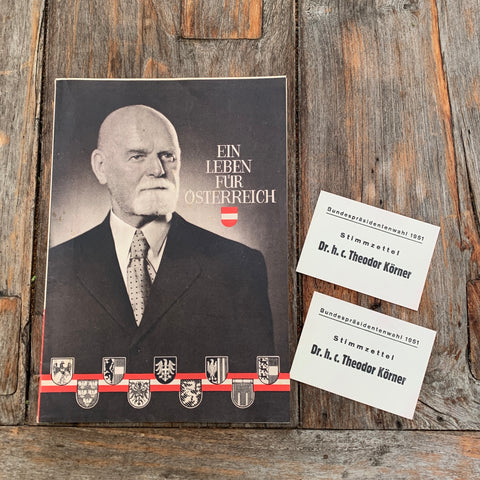 EIN
LEBEN
FÜR
ÖSTERREICH
Bundespräsidentenwahl 1951
Stimmzettel
Dr. h. c. Theodor Körner
Bundespräsidentenwahl 1951
Stimmzettel
Dr. h. c. Theodor Körner